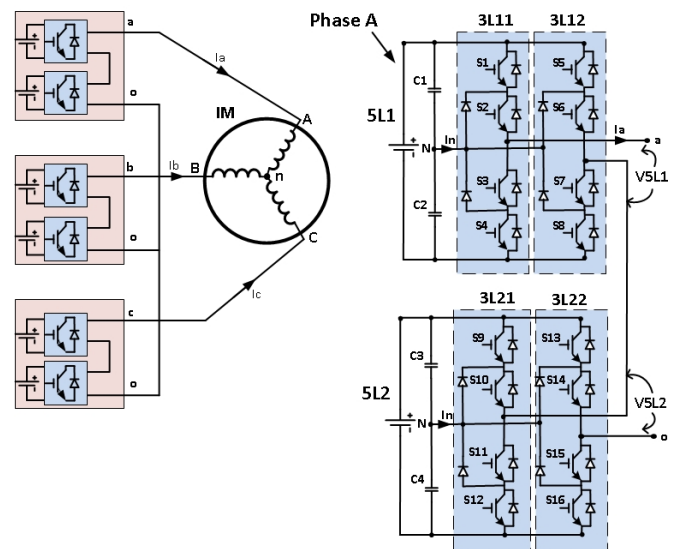 a
o
Ia
IM
A
b
Ib
B
n
o
C
c
Ic
o
Phase A
3L11
3L12
5L1
C1
C2
N
In
S1
S2
S3
S4
S5
S6
S7
S8
Ia
a
V5L1
3L21
3L22
5L2
C3
C4
N
In
S9
S10
S11
S12
S13
S14
S15
S16
V5L2
o
+
-